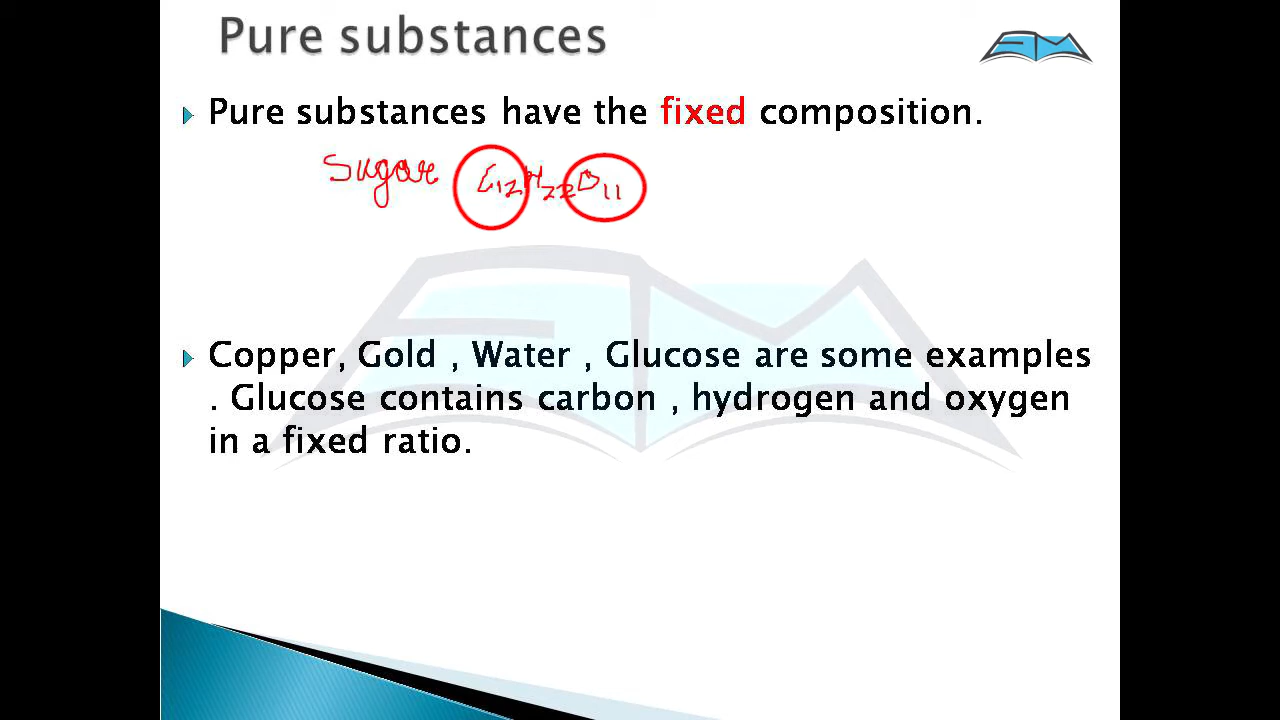 Pure substances
Pure substances have the fixed composition.
Sugar C12H22O11
Copper, Gold , Water , Glucose are some examples
. Glucose contains carbon , hydrogen and oxygen
in a fixed ratio.